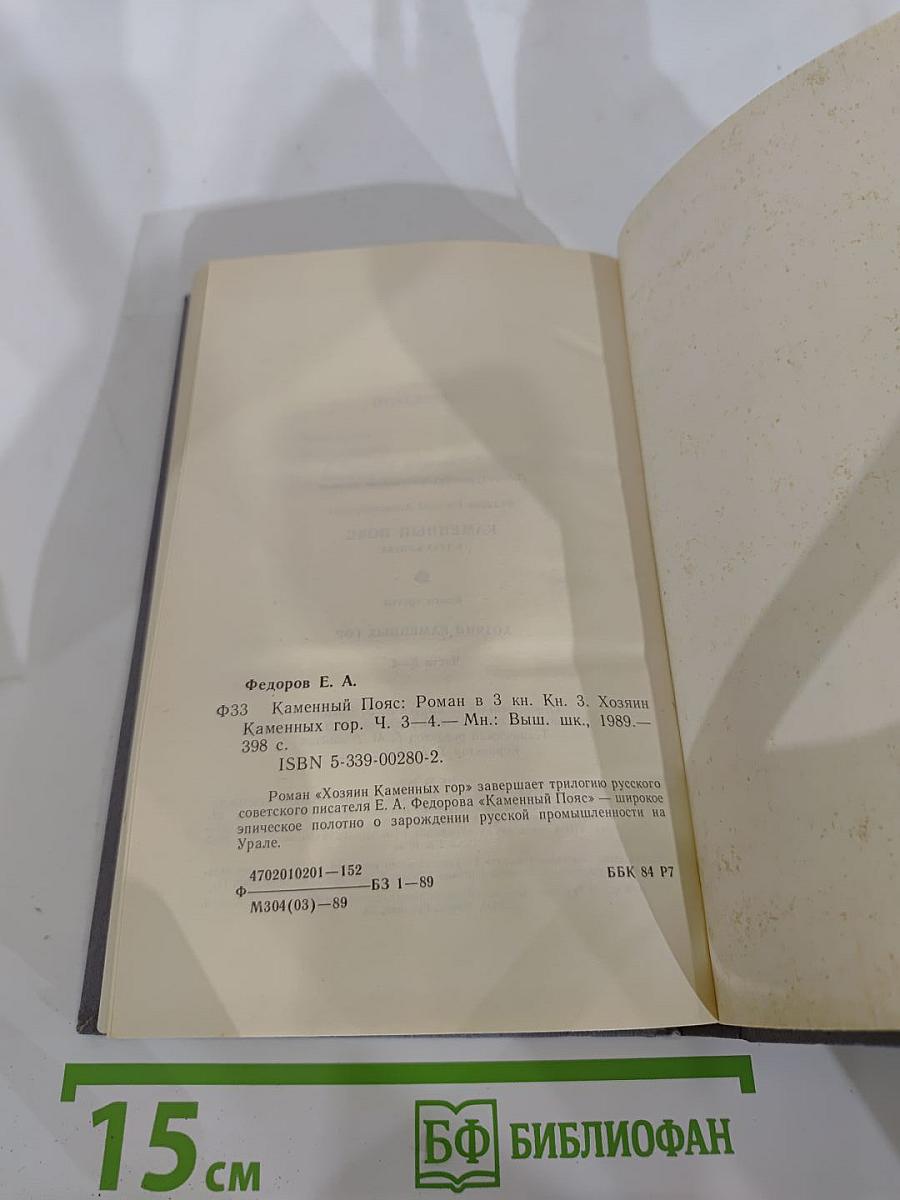 Федоров Е. А.
Ф33 Каменный Пояс: Роман в 3 кн. Кн. 3. Хозяин
Каменных гор. Ч. 3—4.— Мн.: Выш. шк., 1989.—
398 с.
ISBN 5-339-00280-2.
Роман «Хозяин Каменных гор» завершает трилогию русского
советского писателя Е. А. Федорова «Каменный Пояс» — широкое
эпическое полотно о зарождении русской промышленности на
Урале.
4702010201—152
Ф————БЗ 1—89
М304(03)—89
ББК 84 Р7
15 см
БФ БИБЛИОФАН